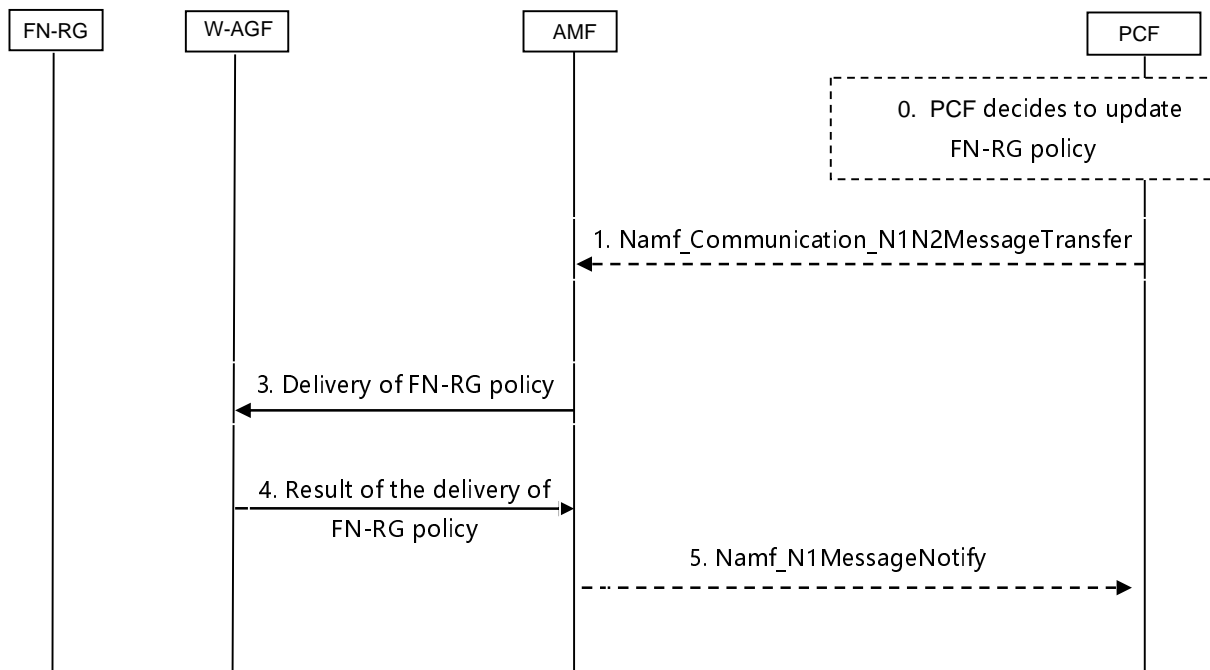 FN-RG
W-AGF
AMF
PCF
0. PCF decides to update
FN-RG policy
1. Namf_Communication_N1N2MessageTransfer
3. Delivery of FN-RG policy
4. Result of the delivery of
FN-RG policy
5. Namf_N1MessageNotify